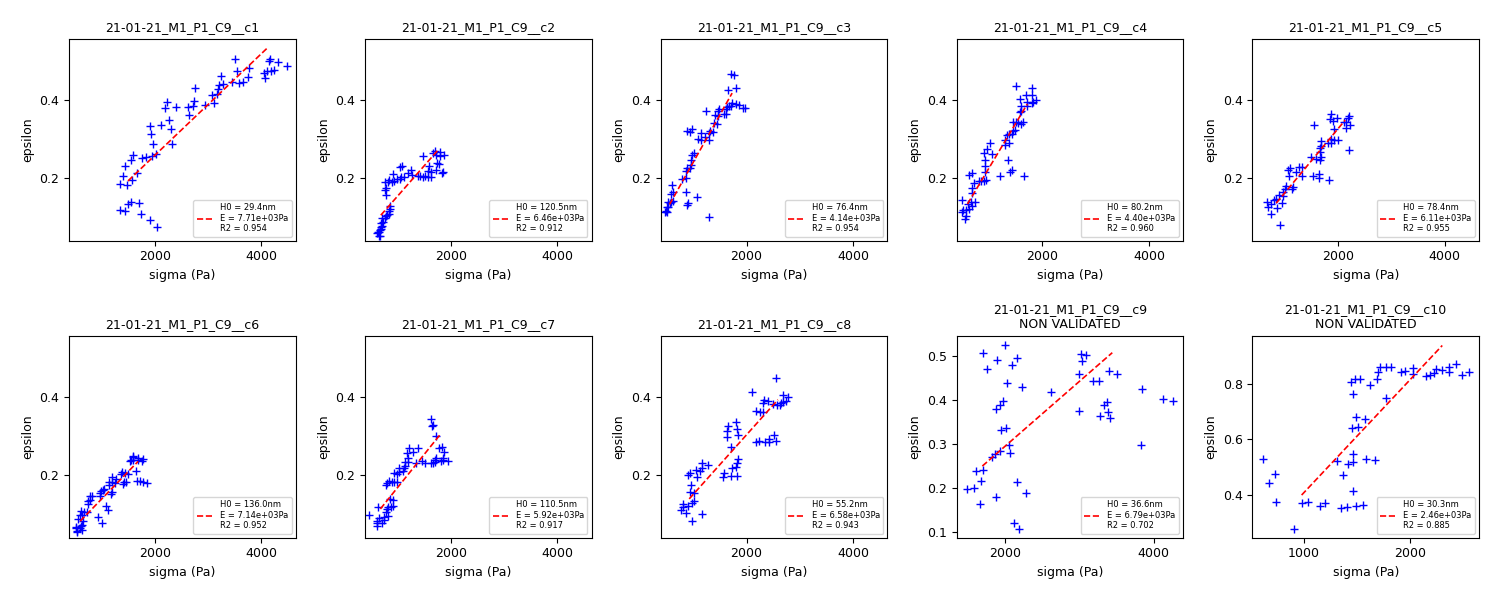 21-01-21_M1_P1_C9__c1
epsilon
0.4
0.2
2000
4000
sigma (Pa)
H0 = 29.4nm
E = 7.71e+03Pa
R2 = 0.954
21-01-21_M1_P1_C9__c2
epsilon
0.4
0.2
2000
4000
sigma (Pa)
H0 = 120.5nm
E = 6.46e+03Pa
R2 = 0.912
21-01-21_M1_P1_C9__c3
epsilon
0.4
0.2
2000
4000
sigma (Pa)
H0 = 76.4nm
E = 4.14e+03Pa
R2 = 0.954
21-01-21_M1_P1_C9__c4
epsilon
0.4
0.2
2000
4000
sigma (Pa)
H0 = 80.2nm
E = 4.40e+03Pa
R2 = 0.960
21-01-21_M1_P1_C9__c5
epsilon
0.4
0.2
2000
4000
sigma (Pa)
H0 = 78.4nm
E = 6.11e+03Pa
R2 = 0.955
21-01-21_M1_P1_C9__c6
epsilon
0.4
0.2
2000
4000
sigma (Pa)
H0 = 136.0nm
E = 7.14e+03Pa
R2 = 0.952
21-01-21_M1_P1_C9__c7
epsilon
0.4
0.2
2000
4000
sigma (Pa)
H0 = 110.5nm
E = 5.92e+03Pa
R2 = 0.917
21-01-21_M1_P1_C9__c8
epsilon
0.4
0.2
2000
4000
sigma (Pa)
H0 = 55.2nm
E = 6.58e+03Pa
R2 = 0.943
21-01-21_M1_P1_C9__c9
NON VALIDATED
epsilon
0.5
0.4
0.3
0.2
0.1
2000
4000
sigma (Pa)
H0 = 36.6nm
E = 6.79e+03Pa
R2 = 0.702
21-01-21_M1_P1_C9__c10
NON VALIDATED
epsilon
0.8
0.6
0.4
1000
2000
sigma (Pa)
H0 = 30.3nm
E = 2.46e+03Pa
R2 = 0.885